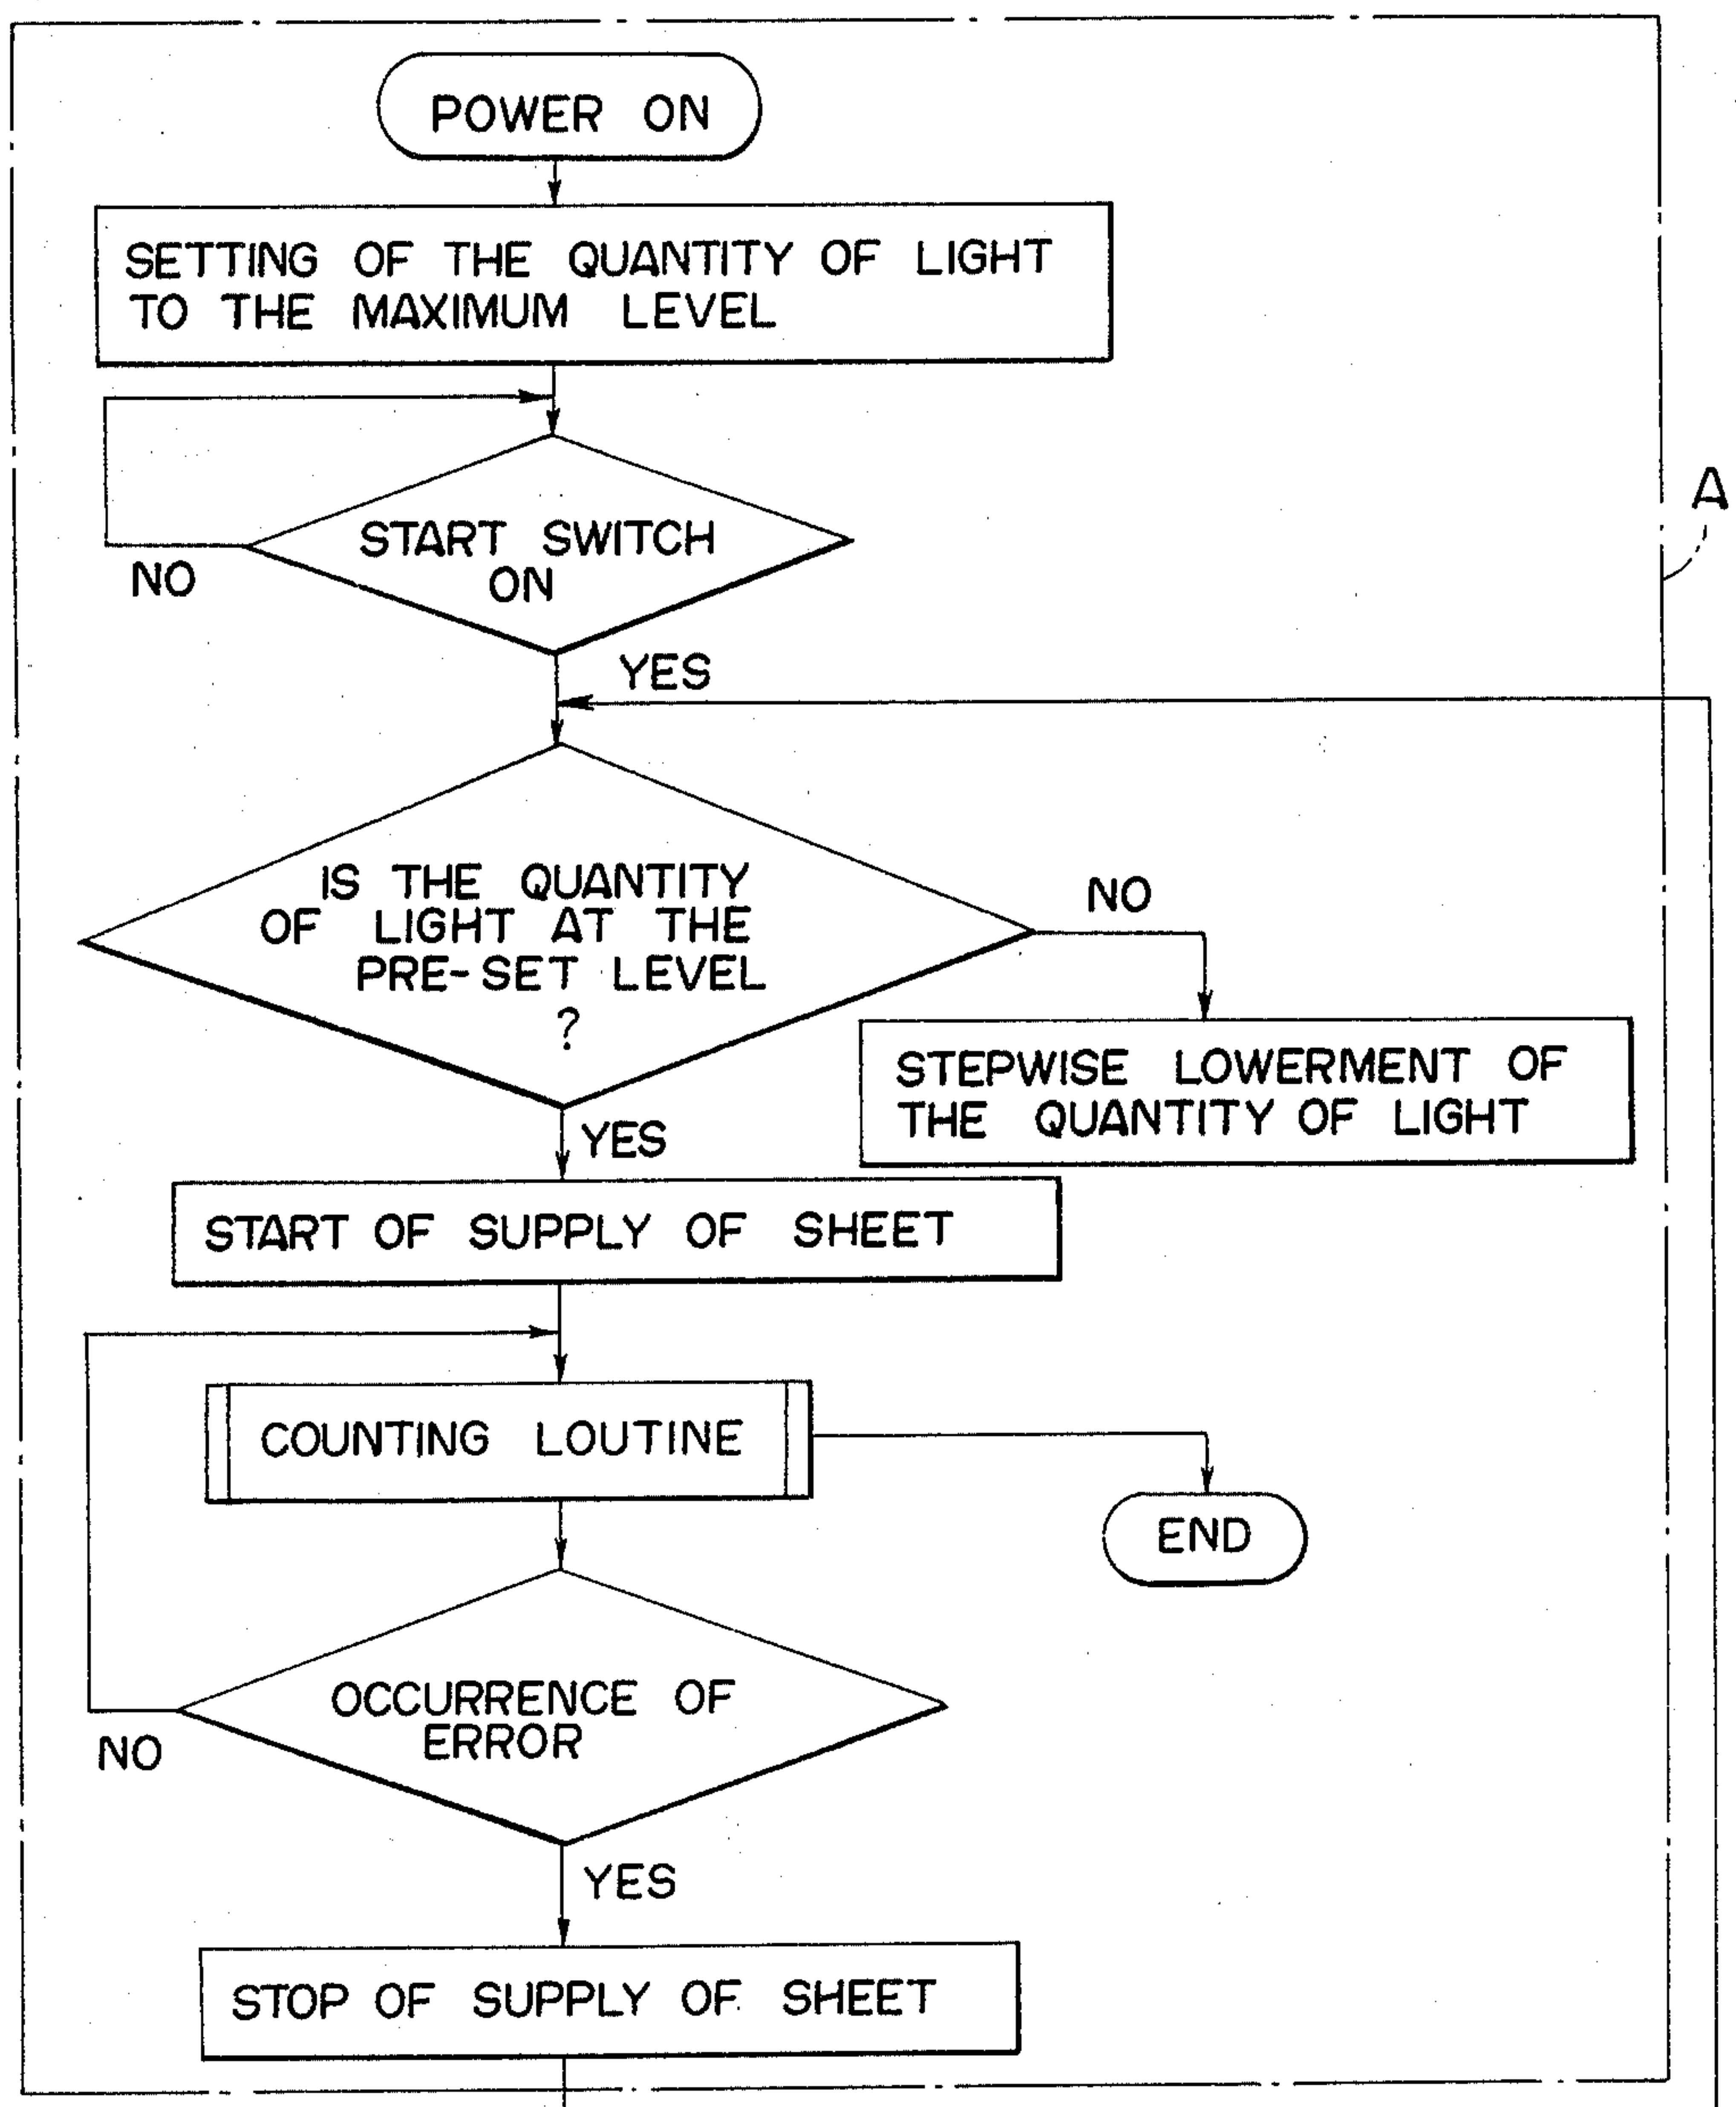 POWER ON
SETTING OF THE QUANTITY OF LIGHT
TO THE MAXIMUM LEVEL
START SWITCH
ON
NO
A
YES
IS THE QUANTITY
OF LIGHT AT THE
PRE-SET LEVEL
?
NO
STEPWISE LOWERMENT OF
THE QUANTITY OF LIGHT
YES
START OF SUPPLY OF SHEET
COUNTING LOUTINE
END
OCCURRENCE OF
ERROR
NO
YES
STOP OF SUPPLY OF SHEET